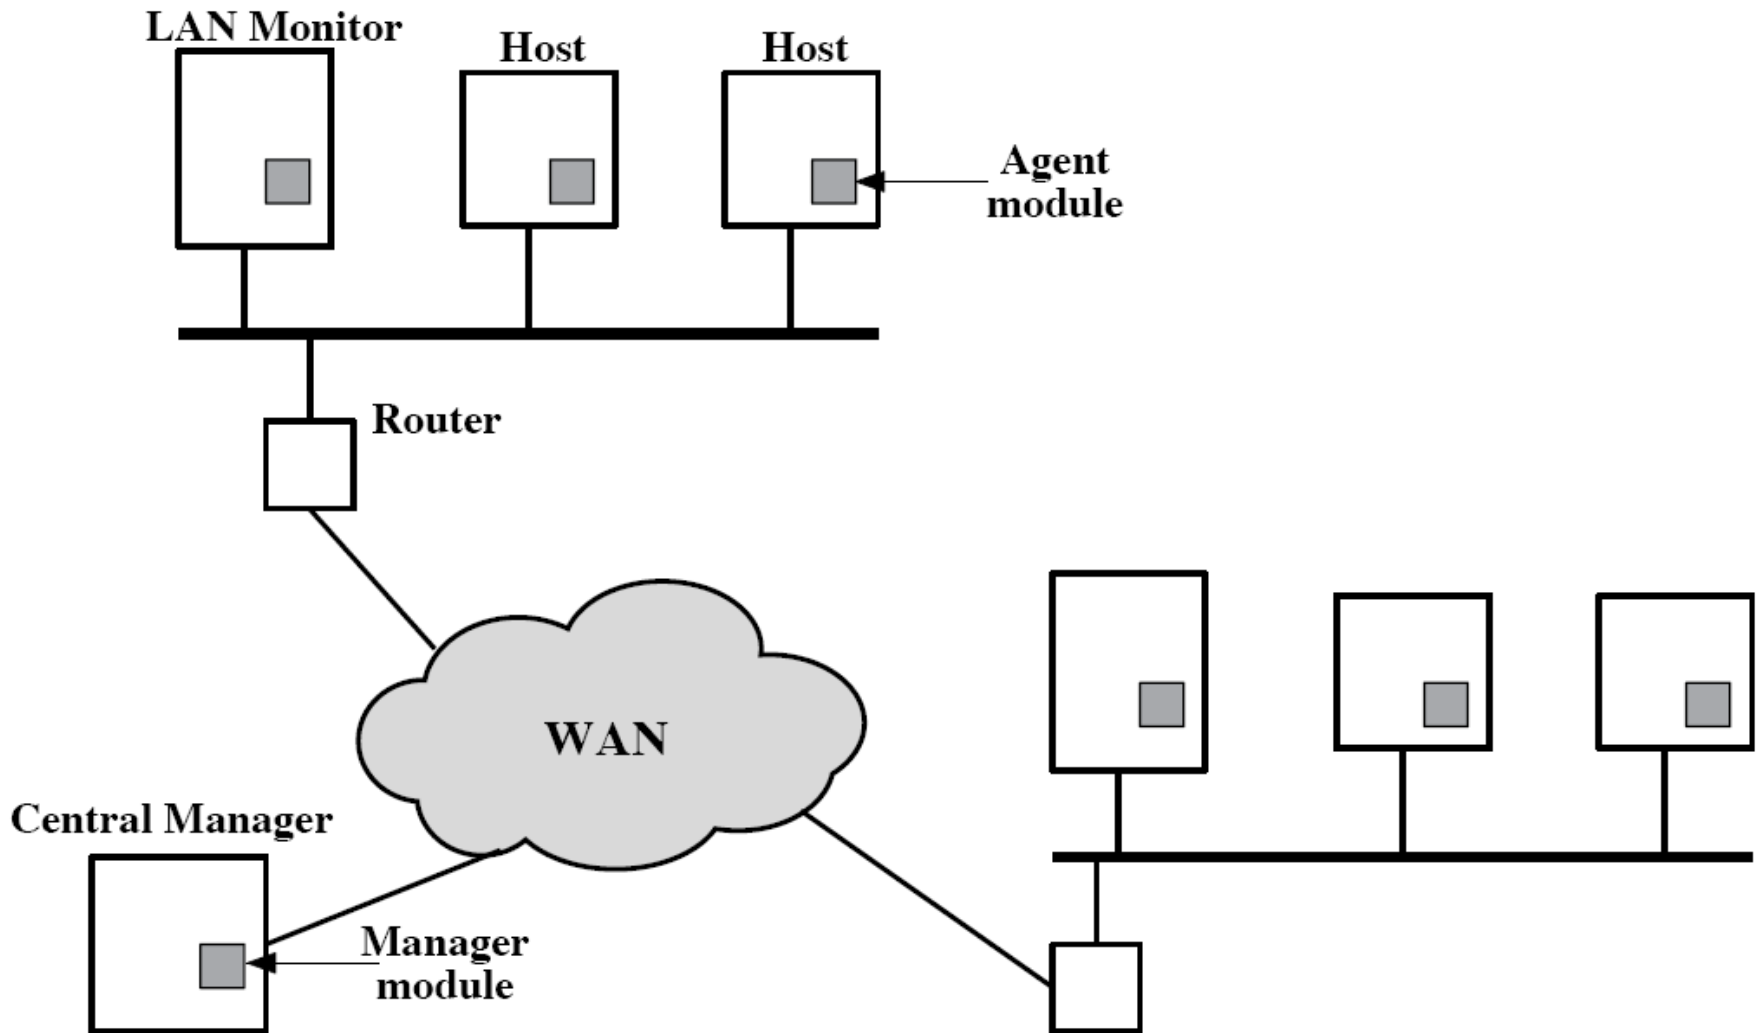 LAN Monitor
Host
Host
Agent
module
Router
WAN
Central Manager
Manager
module